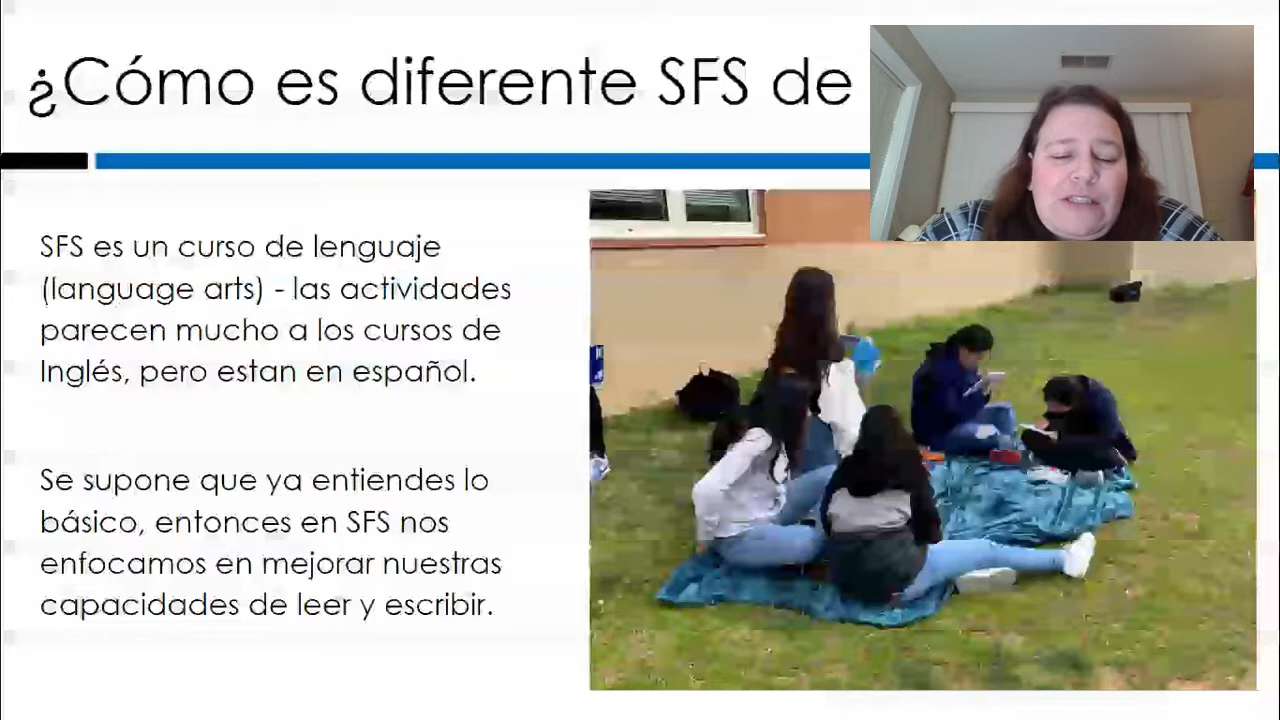 ¿Cómo es diferente SFS de
SFS es un curso de lenguaje
(language arts) - las actividades
parecen mucho a los cursos de
Inglés, pero estan en español.
Se supone que ya entiendes lo
básico, entonces en SFS nos
enfocamos en mejorar nuestras
capacidades de leer y escribir.